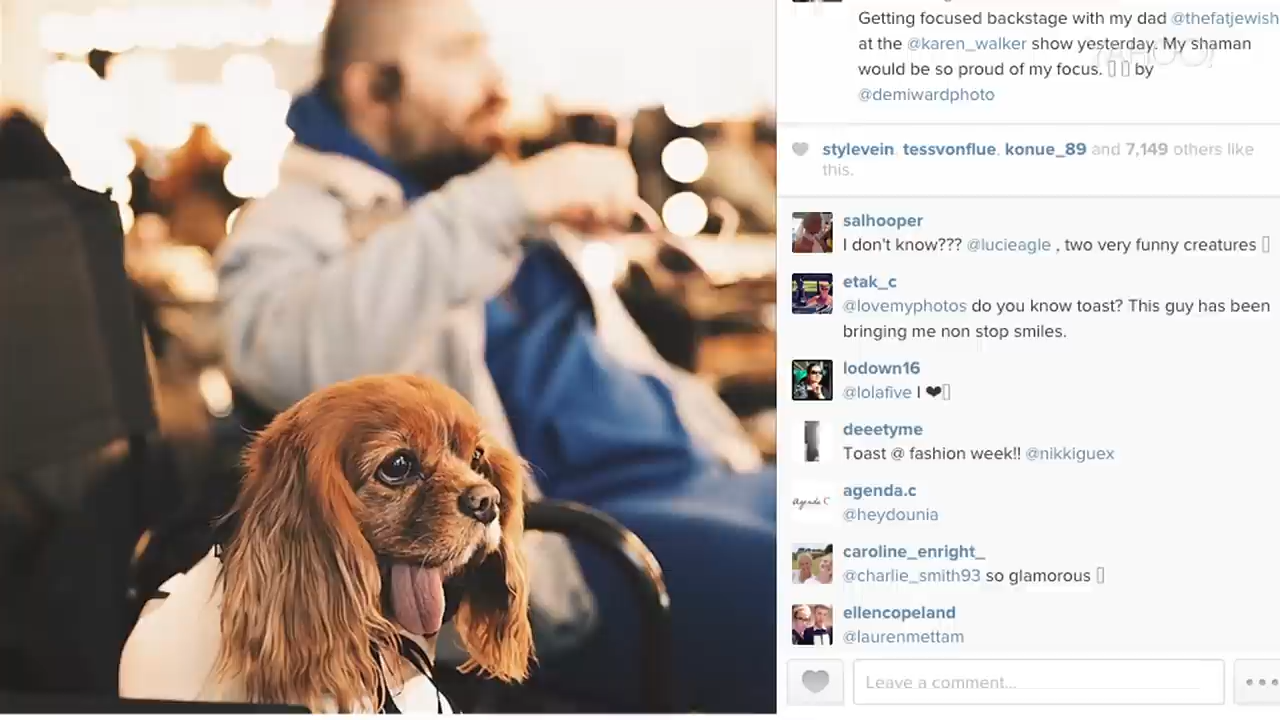 Getting focused backstage with my dad @thefatjewish
at the @karen_walker show yesterday. My shaman
would be so proud of my focus. by
@demiwardphoto
YAHOO!
stylevein, tessvonflue, konue_89 and 7,149 others like
this.
salhooper
I don't know??? @lucieagle , two very funny creatures
etak_c
@lovemyphotos do you know toast? This guy has been
bringing me non stop smiles.
lodown16
@lolafive I ❤
deeetyme
Toast @ fashion week!! @nikkiguex
agenda.c
Agenda C
@heydounia
caroline_enright_
@charlie_smith93 so glamorous
ellencopeland
@laurenmettam
Leave a comment...